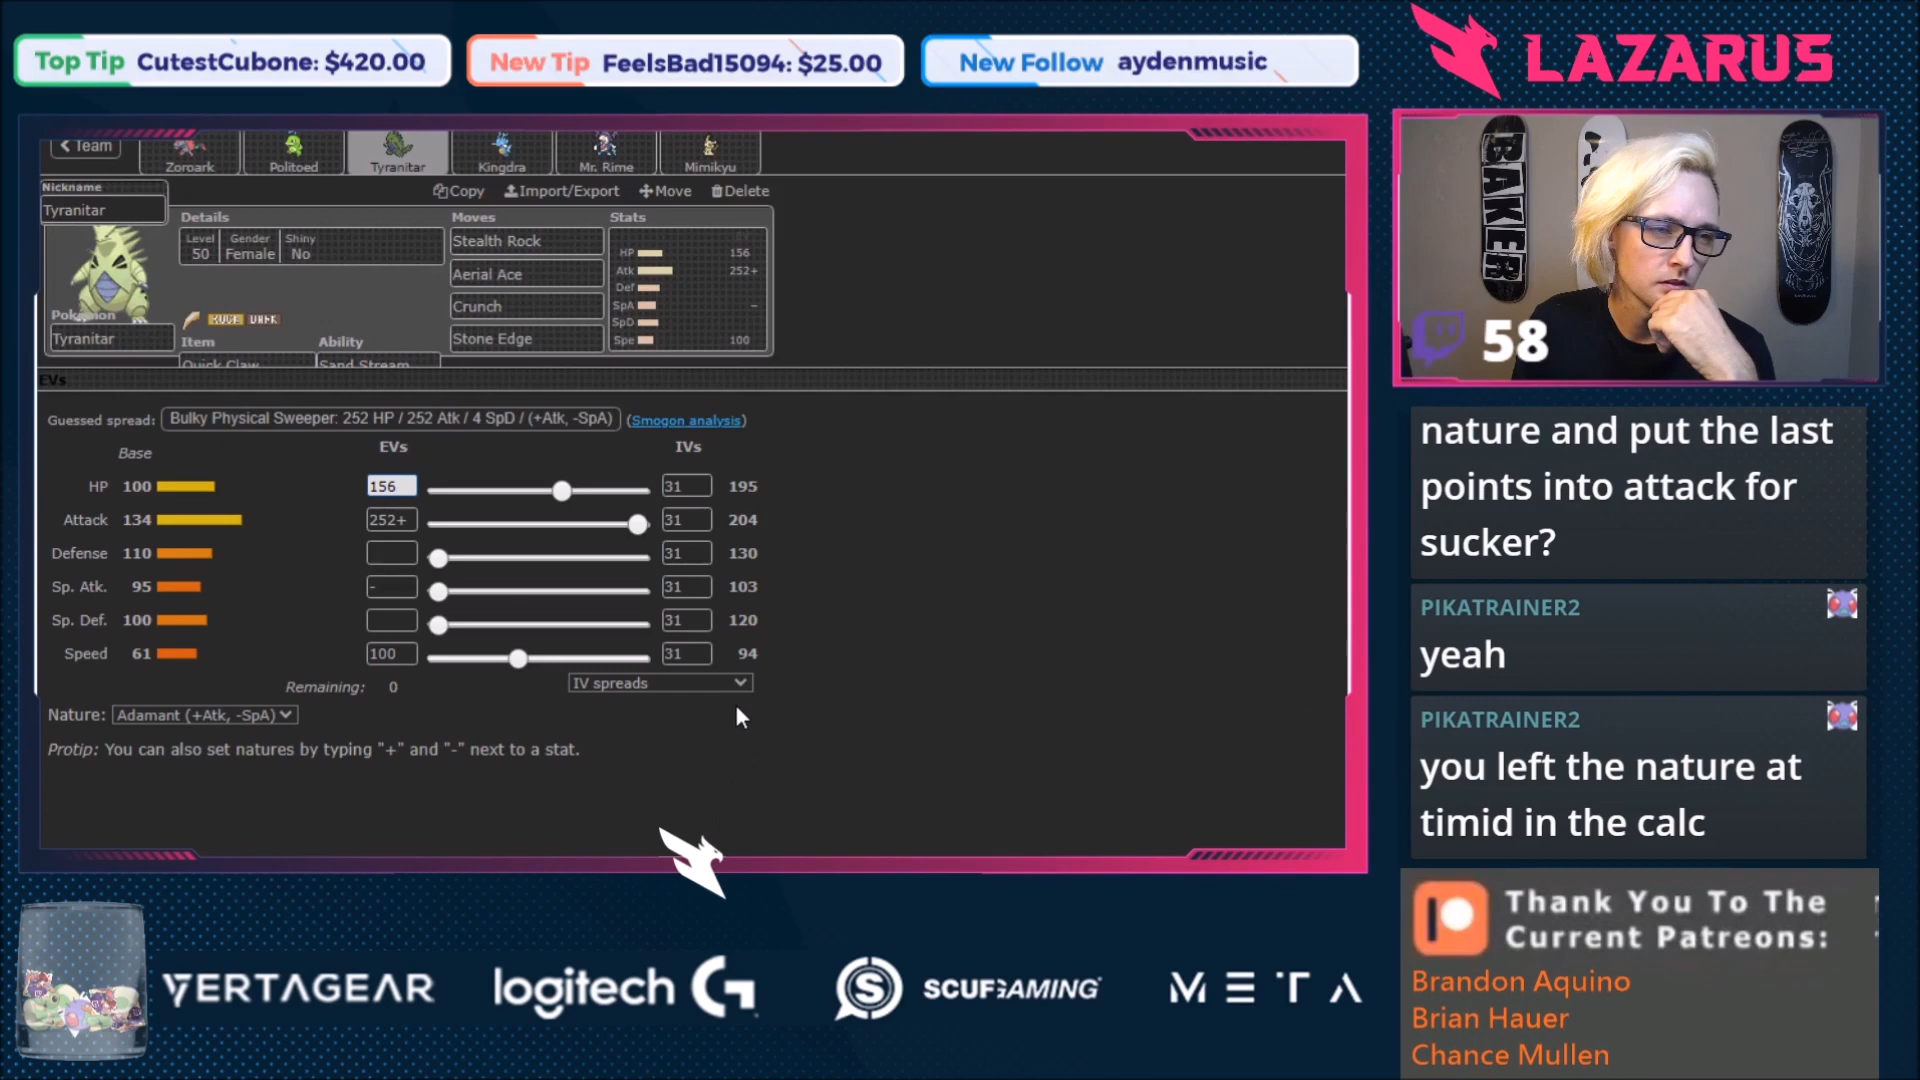 Top Tip CutestCubone: $420.00
New Tip FeelsBad15094: $25.00
New Follow aydenmusic
LAZARUS
Team
Zoroark
Politoed
Tyranitar
Kingdra
Mr. Rime
Mimikyu
Copy Import/Export Move Delete
Nickname
Tyranitar
Details
Level 50
Gender Female
Shiny No
Pokémon
Tyranitar
ROCK DARK
Item
Quick Claw
Ability
Sand Stream
Moves
Stealth Rock
Aerial Ace
Crunch
Stone Edge
Stats
HP 156
Atk 252+
Def
SpA -
SpD
Spe 100
EVs
Guessed spread: Bulky Physical Sweeper: 252 HP / 252 Atk / 4 SpD / (+Atk, -SpA) (Smogon analysis)
Base EVs IVs
HP 100 156 31 195
Attack 134 252+ 31 204
Defense 110 31 130
Sp. Atk. 95 - 31 103
Sp. Def. 100 31 120
Speed 61 100 31 94
Remaining: 0
IV spreads
Nature: Adamant (+Atk, -SpA)
Protip: You can also set natures by typing "+" and "-" next to a stat.
BAKER
58
nature and put the last
points into attack for
sucker?
PIKATRAINER2
yeah
PIKATRAINER2
you left the nature at
timid in the calc
Thank You To The
Current Patreons:
Brandon Aquino
Brian Hauer
Chance Mullen
VERTAGEAR
logitech G
S SCUFGAMING
META